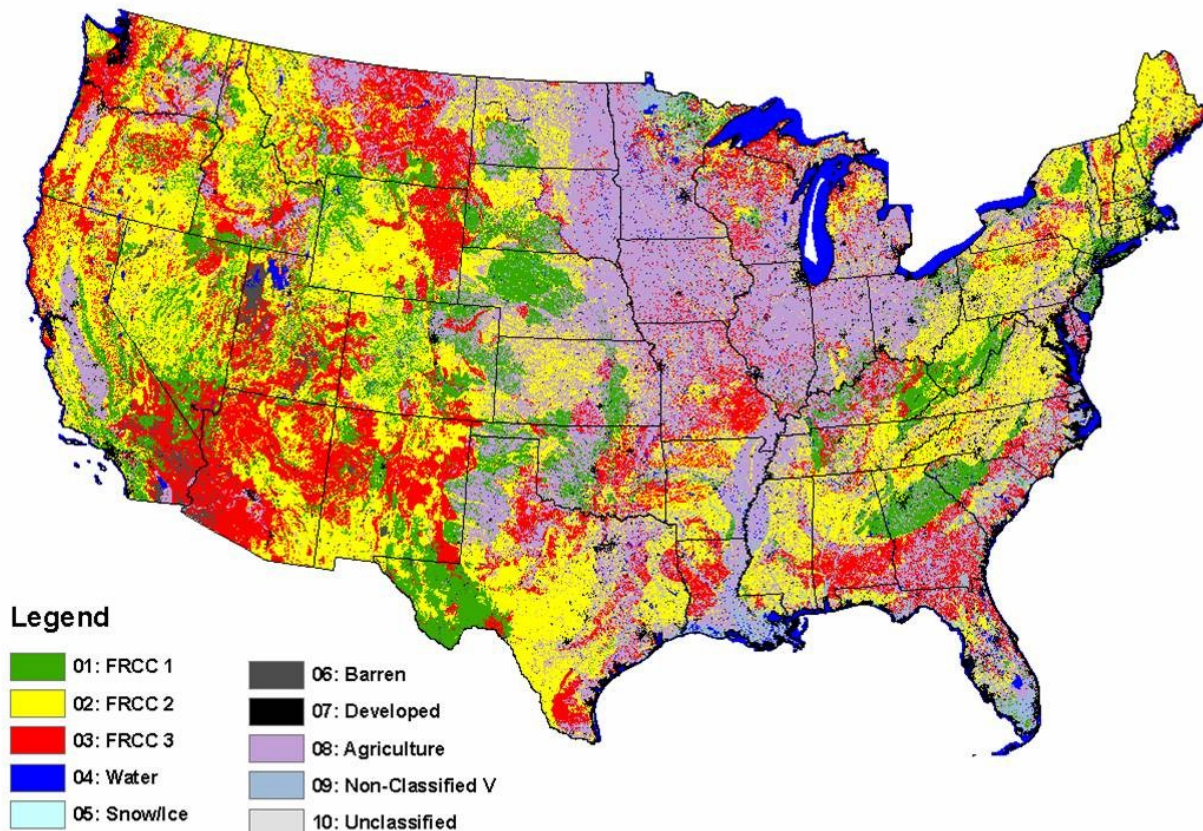 Legend
01: FRCC 1
02: FRCC 2
03: FRCC 3
04: Water
05: Snow/Ice
06: Barren
07: Developed
08: Agriculture
09: Non-Classified V
10: Unclassified